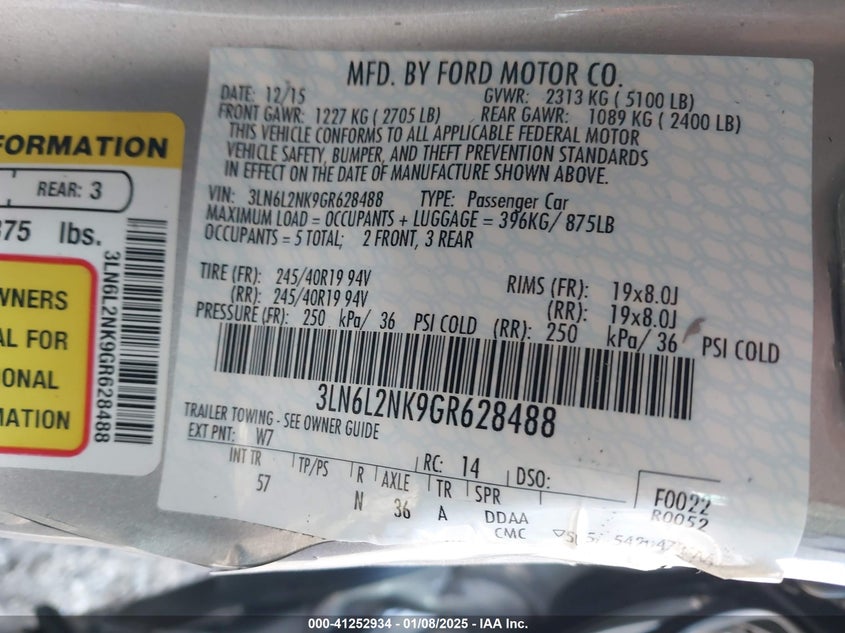 MFD. BY FORD MOTOR CO.
DATE: 12/15 GVWR: 2313 KG ( 5100 LB)
FRONT GAWR: 1227 KG ( 2705 LB) REAR GAWR: 1089 KG ( 2400 LB)
THIS VEHICLE CONFORMS TO ALL APPLICABLE FEDERAL MOTOR
VEHICLE SAFETY, BUMPER, AND THEFT PREVENTION STANDARDS
IN EFFECT ON THE DATE OF MANUFACTURE SHOWN ABOVE.
VIN: 3LN6L2NK9GR628488 TYPE: Passenger Car
MAXIMUM LOAD = OCCUPANTS + LUGGAGE = 396KG/ 875LB
OCCUPANTS = 5 TOTAL; 2 FRONT, 3 REAR
TIRE (FR): 245/40R19 94V RIMS (FR): 19x8.0J
(RR): 245/40R19 94V (RR): 19x8.0J
PRESSURE (FR): 250 kPa/ 36 PSI COLD (RR): 250 kPa/ 36 PSI COLD
3LN6L2NK9GR628488
TRAILER TOWING - SEE OWNER GUIDE
EXT PNT: W7 RC: 14 DSO:
INT TR TP/PS R AXLE TR SPR F0022
57 N 36 A DDAA R0052
CMC
FORMATION
REAR: 3
375 lbs.
3LN6L2NK9GR628488
WNERS
AL FOR
IONAL
MATION
000-41252934 - 01/08/2025 - IAA Inc.